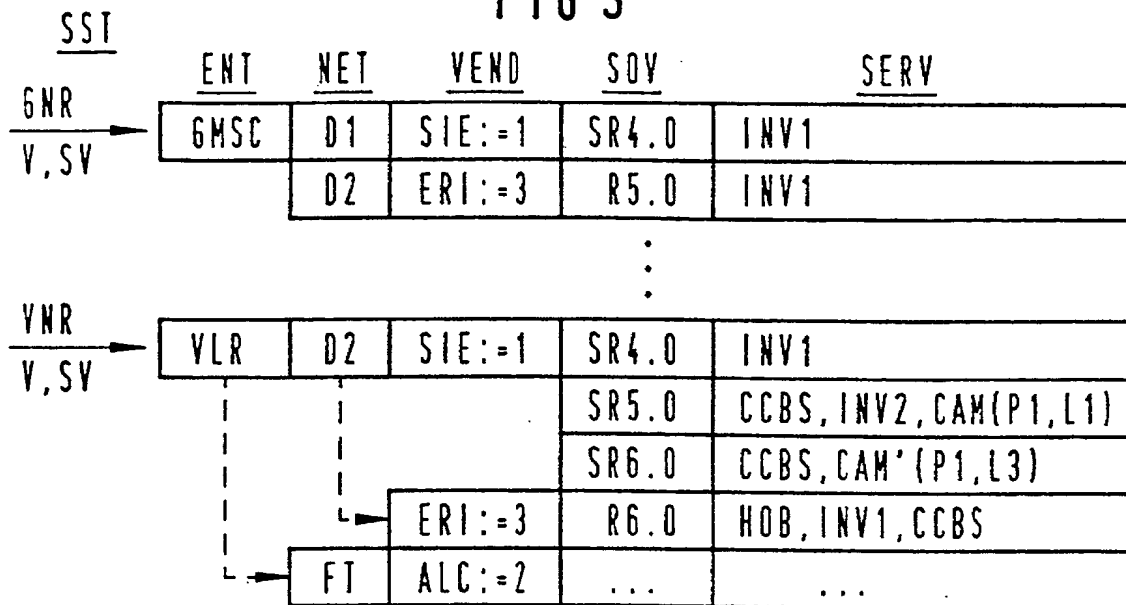 FIG 3
SST
ENT NET VEND SOV SERV
GNR
V,SV
GMSC D1 SIE:=1 SR4.0 INV1
D2 ERI:=3 R5.0 INV1
VNR
V,SV
VLR D2 SIE:=1 SR4.0 INV1
SR5.0 CCBS,INV2,CAM(P1,L1)
SR6.0 CCBS,CAM'(P1,L3)
ERI:=3 R6.0 HOB,INV1,CCBS
FT ALC:=2 ... ...